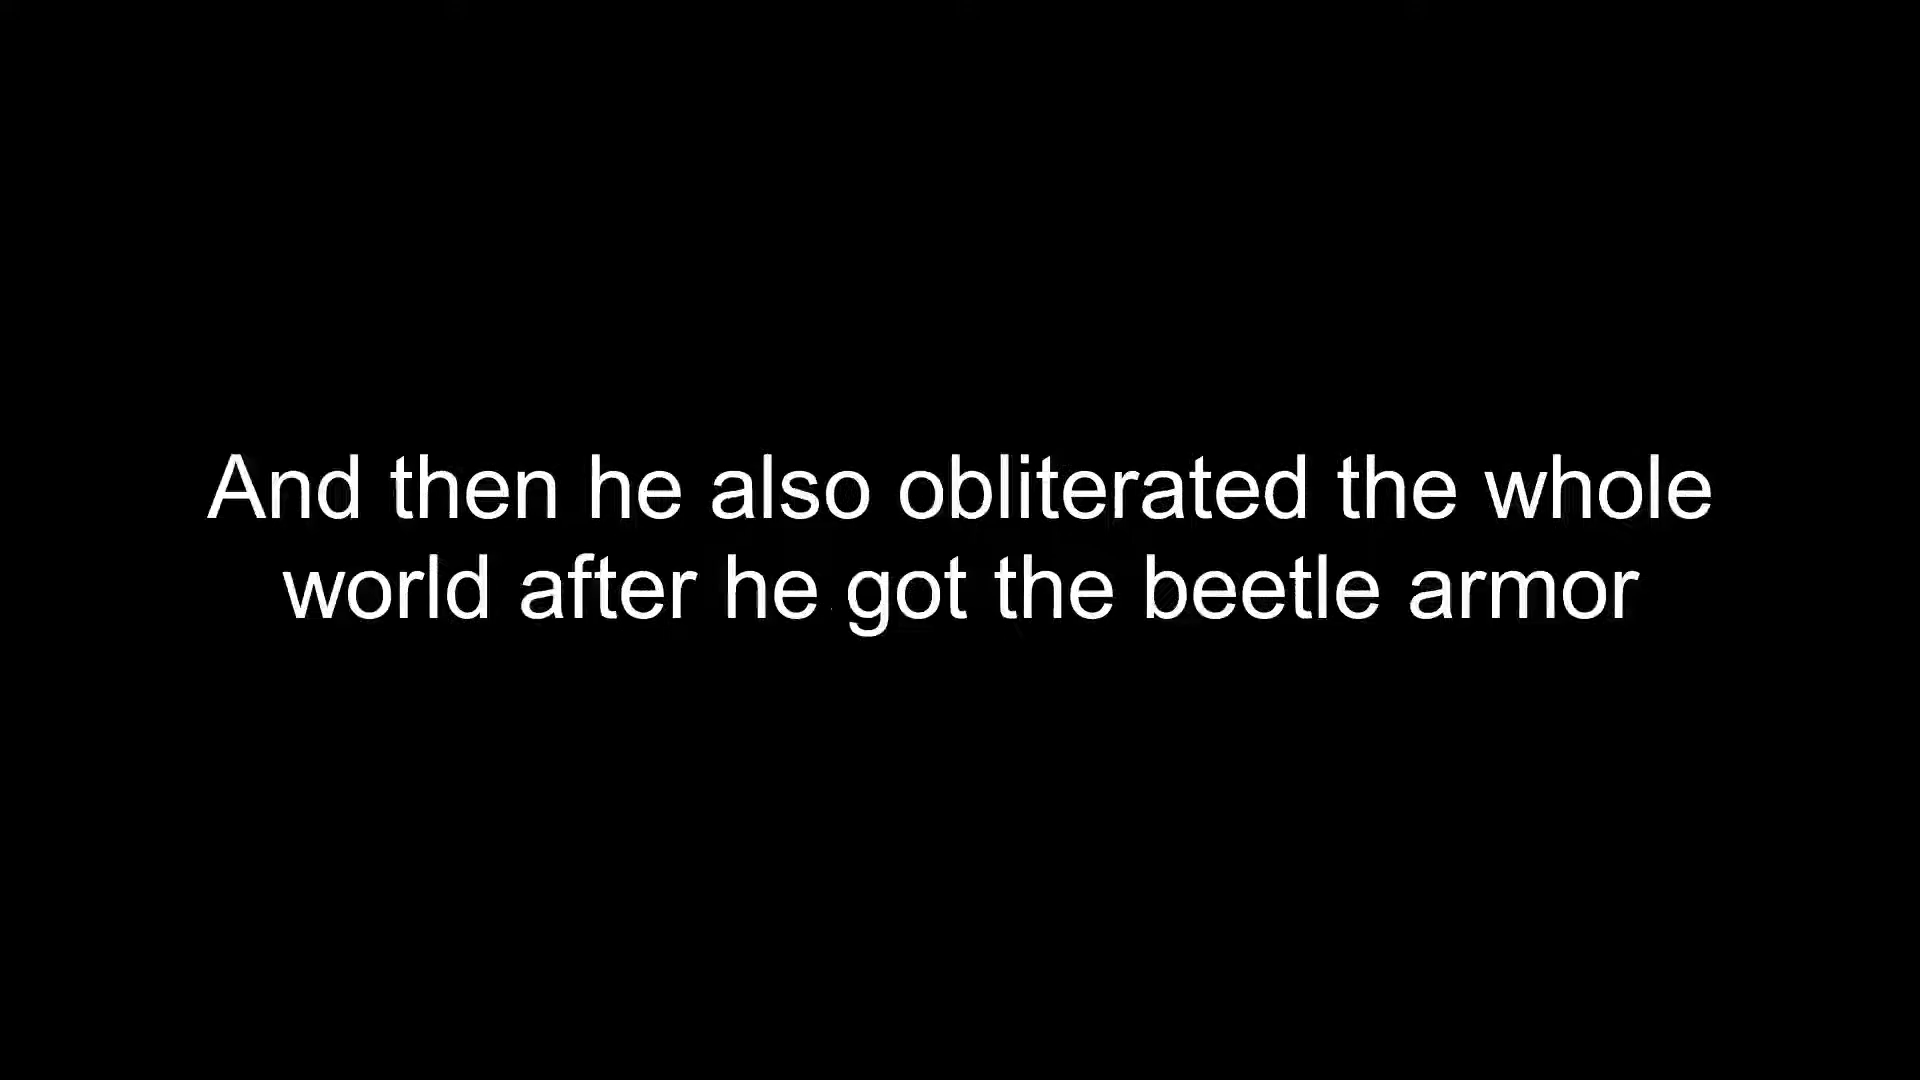 And then he also obliterated the whole
world after he got the beetle armor